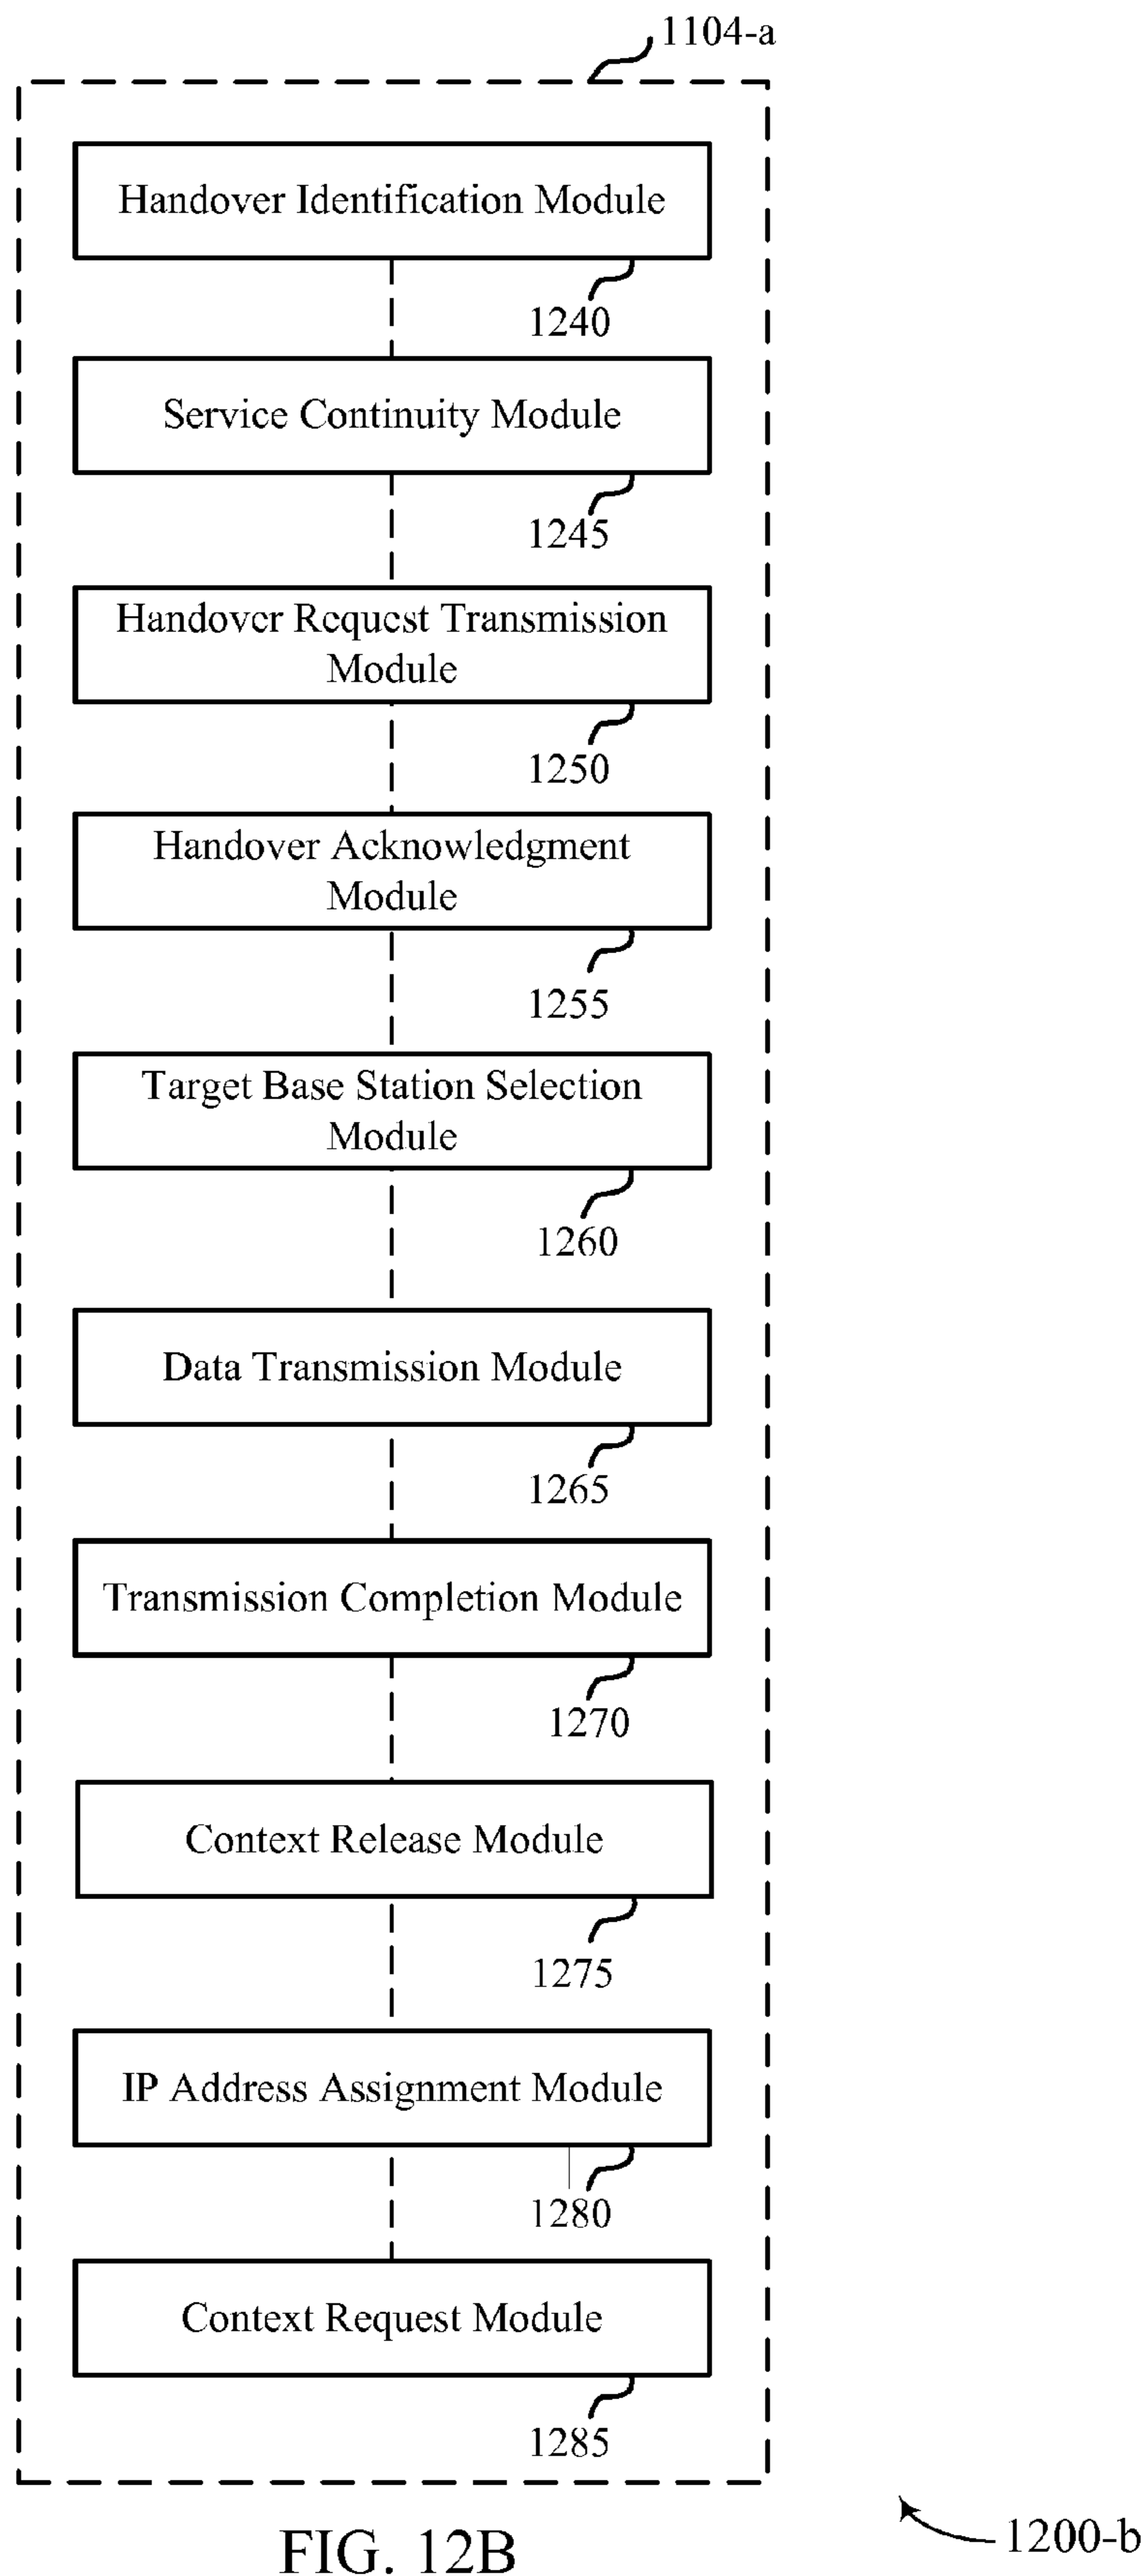 1104-a
Handover Identification Module
1240
Service Continuity Module
1245
Handover Request Transmission
Module
1250
Handover Acknowledgment
Module
1255
Target Base Station Selection
Module
1260
Data Transmission Module
1265
Transmission Completion Module
1270
Context Release Module
1275
IP Address Assignment Module
1280
Context Request Module
1285
1200-b
FIG. 12B